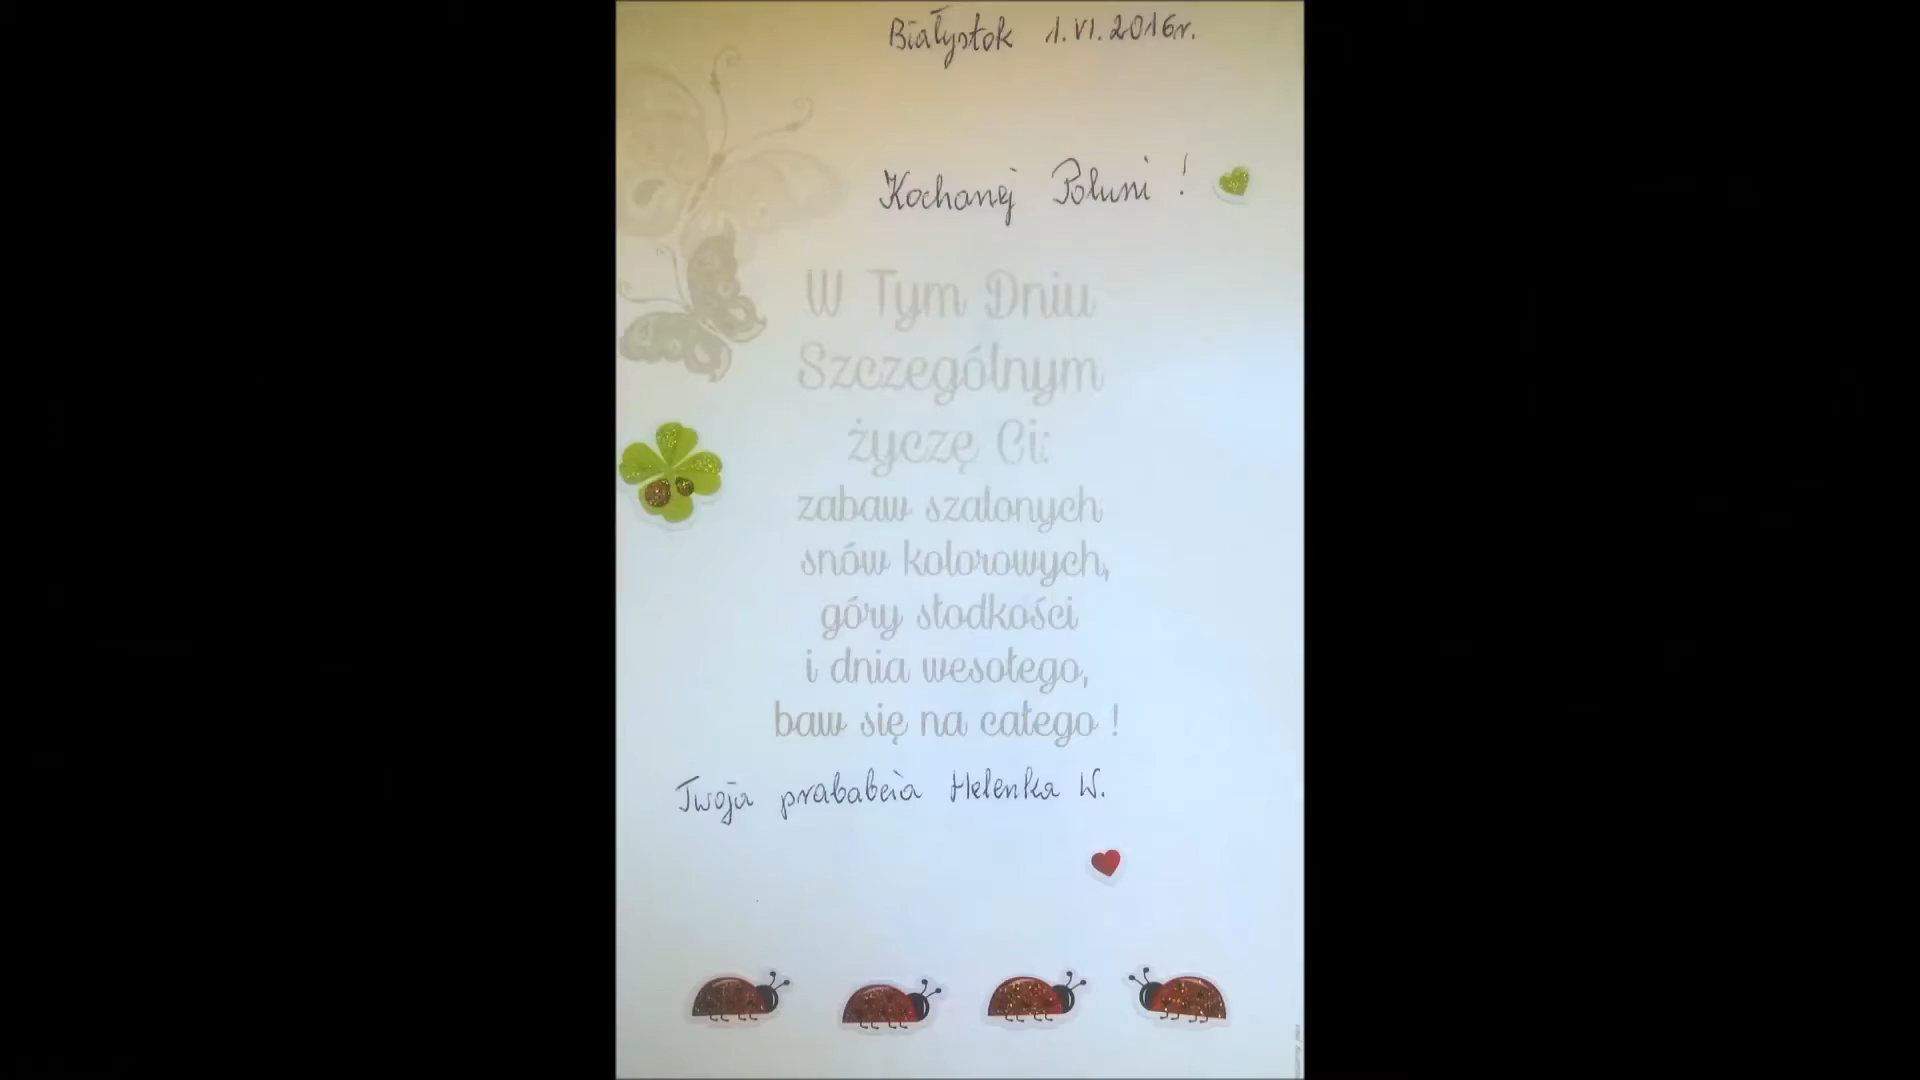 Białystok 1.VI.2016r.
Kochanej Poluni !
W Tym Dniu
Szczególnym
życzę Ci:
zabaw szalonych
snów kolorowych,
góry słodkości
i dnia wesołego,
baw się na całego !
Twoja prababcia Helenka W.